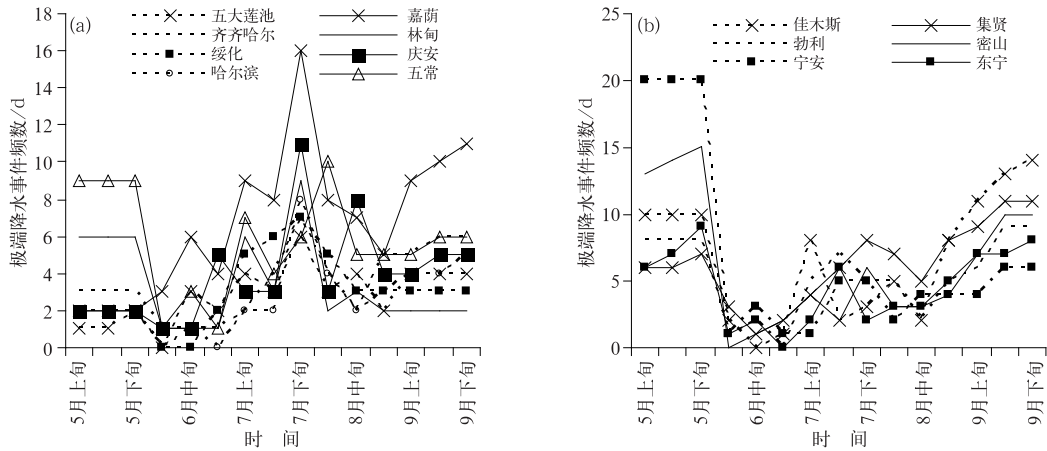 (a)
五大莲池
齐齐哈尔
绥化
哈尔滨
嘉荫
林甸
庆安
五常
18
16
14
12
10
8
6
4
2
0
极端降水事件频数/d
5月上旬
5月下旬
6月中旬
7月上旬
7月下旬
8月中旬
9月上旬
9月下旬
时 间
(b)
佳木斯
勃利
宁安
集贤
密山
东宁
25
20
15
10
5
0
极端降水事件频数/d
5月上旬
5月下旬
6月中旬
7月上旬
7月下旬
8月中旬
9月上旬
9月下旬
时 间